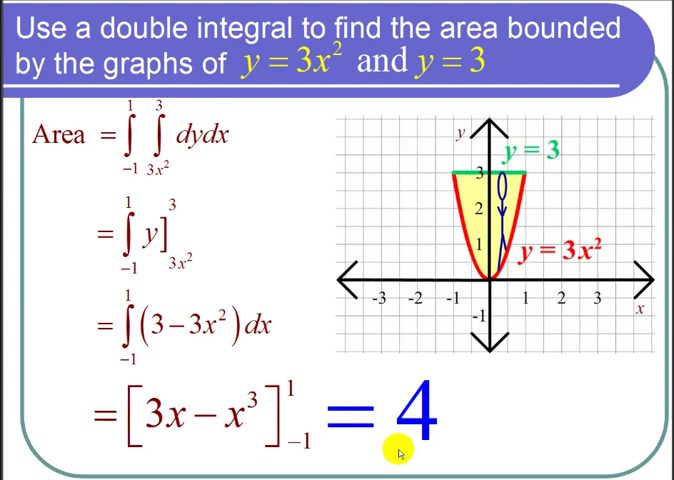 Use a double integral to find the area bounded
by the graphs of y = 3x² and y = 3
Area = ∫₋₁¹ ∫₃ₓ²³ dydx
= ∫₋₁¹ y]₃ₓ²³
= ∫₋₁¹ (3 − 3x²) dx
= [3x − x³]₋₁¹ = 4
y
y = 3
3
2
1
y = 3x²
-3 -2 -1 1 2 3
x
-1